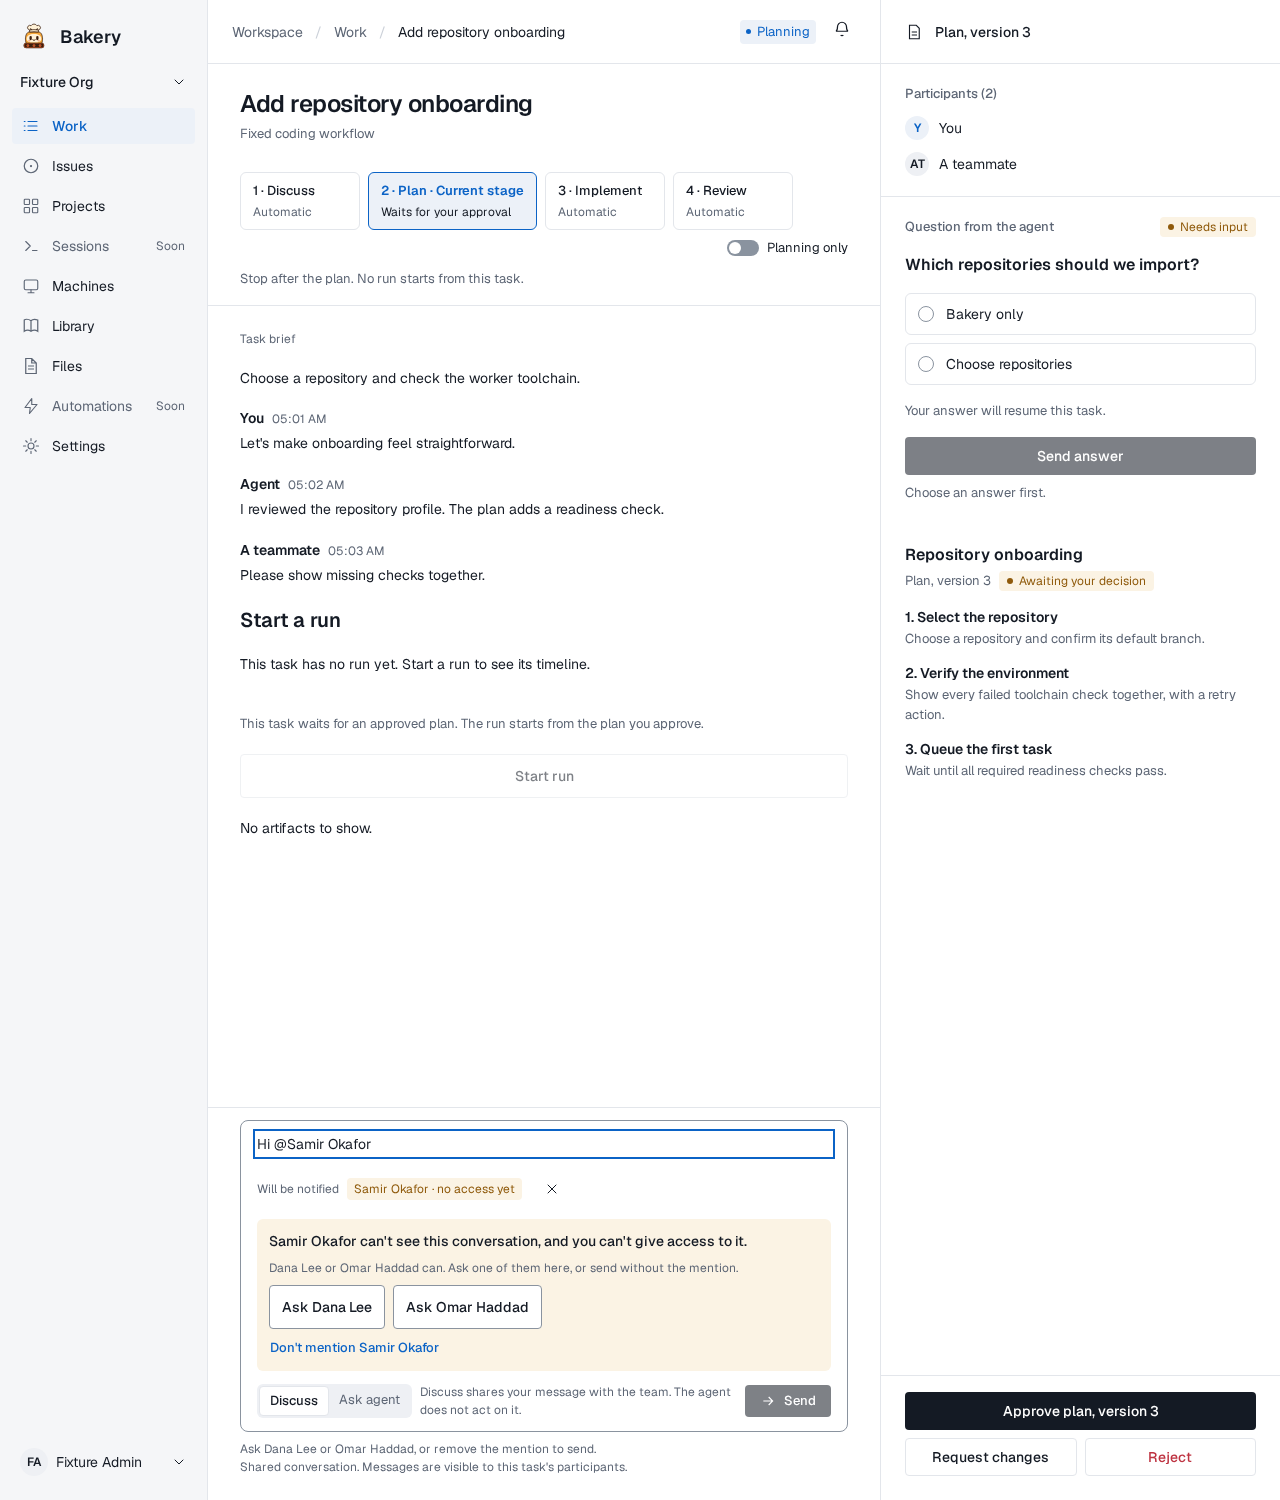 Bakery
Fixture Org
Work
Issues
Projects
Sessions Soon
Machines
Library
Files
Automations Soon
Settings
FA Fixture Admin
Workspace / Work / Add repository onboarding
Planning
Add repository onboarding
Fixed coding workflow
1 · Discuss
Automatic
2 · Plan · Current stage
Waits for your approval
3 · Implement
Automatic
4 · Review
Automatic
Planning only
Stop after the plan. No run starts from this task.
Task brief
Choose a repository and check the worker toolchain.
You 05:01 AM
Let's make onboarding feel straightforward.
Agent 05:02 AM
I reviewed the repository profile. The plan adds a readiness check.
A teammate 05:03 AM
Please show missing checks together.
Start a run
This task has no run yet. Start a run to see its timeline.
This task waits for an approved plan. The run starts from the plan you approve.
Start run
No artifacts to show.
Hi @Samir Okafor
Will be notified Samir Okafor · no access yet
Samir Okafor can't see this conversation, and you can't give access to it.
Dana Lee or Omar Haddad can. Ask one of them here, or send without the mention.
Ask Dana Lee Ask Omar Haddad
Don't mention Samir Okafor
Discuss Ask agent
Discuss shares your message with the team. The agent
does not act on it.
Send
Ask Dana Lee or Omar Haddad, or remove the mention to send.
Shared conversation. Messages are visible to this task's participants.
Plan, version 3
Participants (2)
Y You
AT A teammate
Question from the agent Needs input
Which repositories should we import?
Bakery only
Choose repositories
Your answer will resume this task.
Send answer
Choose an answer first.
Repository onboarding
Plan, version 3 Awaiting your decision
1. Select the repository
Choose a repository and confirm its default branch.
2. Verify the environment
Show every failed toolchain check together, with a retry
action.
3. Queue the first task
Wait until all required readiness checks pass.
Approve plan, version 3
Request changes Reject